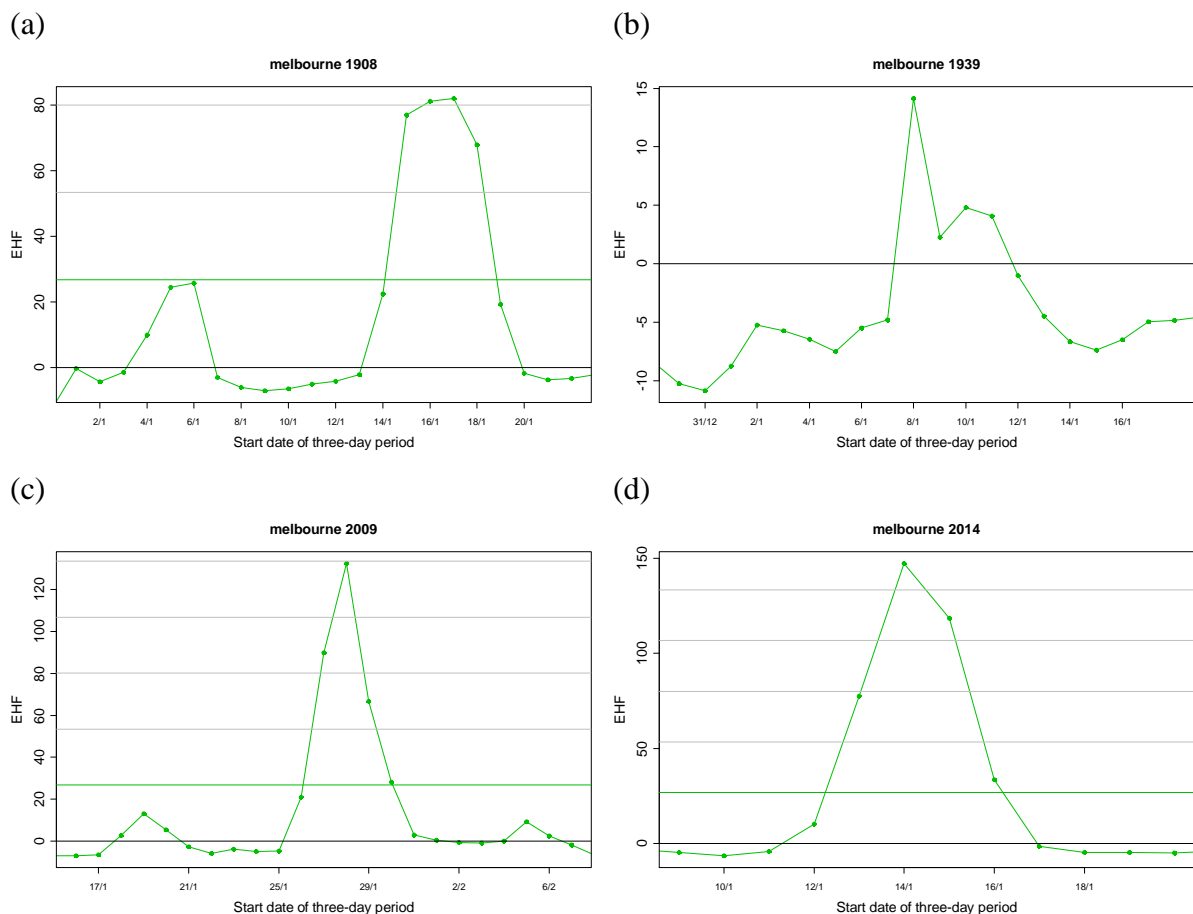 (a)
melbourne 1908
EHF
0
20
40
60
80
2/1 4/1 6/1 8/1 10/1 12/1 14/1 16/1 18/1 20/1
Start date of three-day period
(b)
melbourne 1939
EHF
-10
-5
0
5
10
15
31/12 2/1 4/1 6/1 8/1 10/1 12/1 14/1 16/1
Start date of three-day period
(c)
melbourne 2009
EHF
0
20
40
60
80
100
120
17/1 21/1 25/1 29/1 2/2 6/2
Start date of three-day period
(d)
melbourne 2014
EHF
0
50
100
150
10/1 12/1 14/1 16/1 18/1
Start date of three-day period